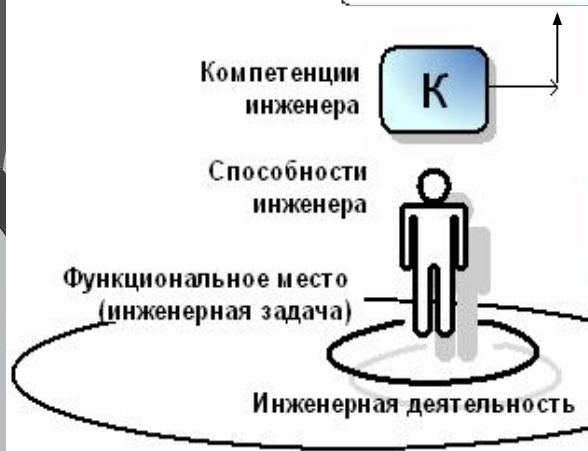 Компетенции
инженера
К
Способности
инженера
Функциональное место
(инженерная задача)
Инженерная деятельность